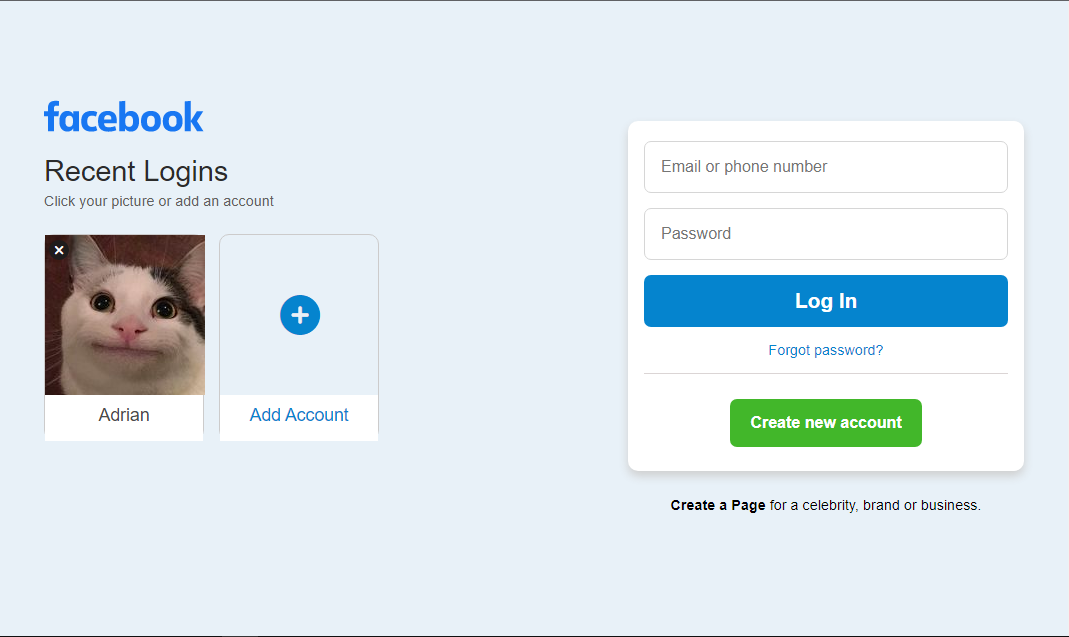 facebook
Recent Logins
Click your picture or add an account
Adrian
Add Account
Email or phone number
Password
Log In
Forgot password?
Create new account
Create a Page for a celebrity, brand or business.